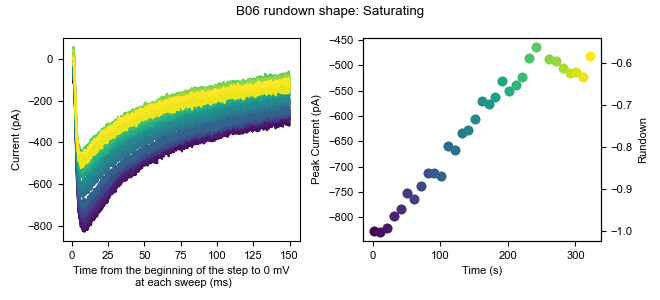 B06 rundown shape: Saturating
Current (pA)
0
−200
−400
−600
−800
0 25 50 75 100 125 150
Time from the beginning of the step to 0 mV
at each sweep (ms)
Peak Current (pA)
−450
−500
−550
−600
−650
−700
−750
−800
0 100 200 300
Time (s)
−0.6
−0.7
−0.8
−0.9
−1.0
Rundown